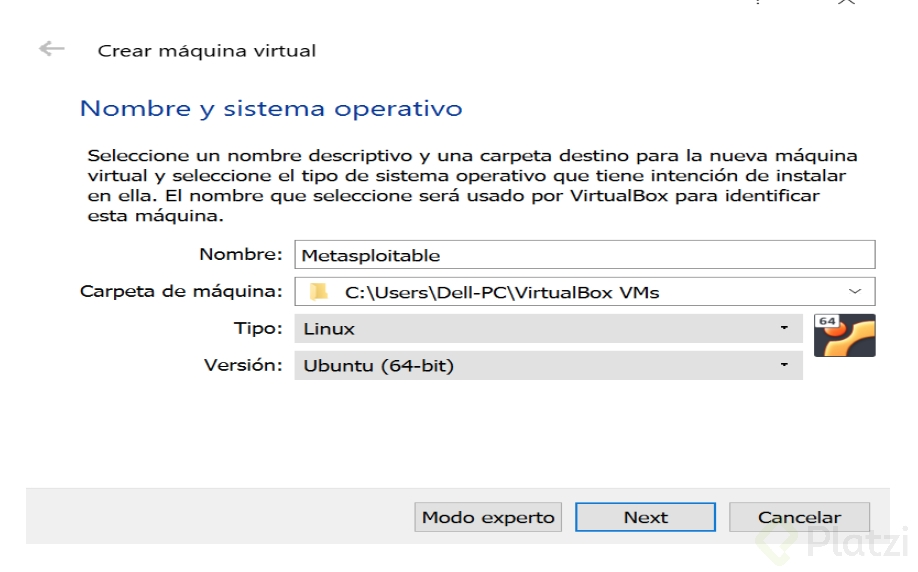 Crear máquina virtual
Nombre y sistema operativo
Seleccione un nombre descriptivo y una carpeta destino para la nueva máquina
virtual y seleccione el tipo de sistema operativo que tiene intención de instalar
en ella. El nombre que seleccione será usado por VirtualBox para identificar
esta máquina.
Nombre: Metasploitable
Carpeta de máquina: C:\Users\Dell-PC\VirtualBox VMs
Tipo: Linux
64
Versión: Ubuntu (64-bit)
Modo experto Next Cancelar
Platzi